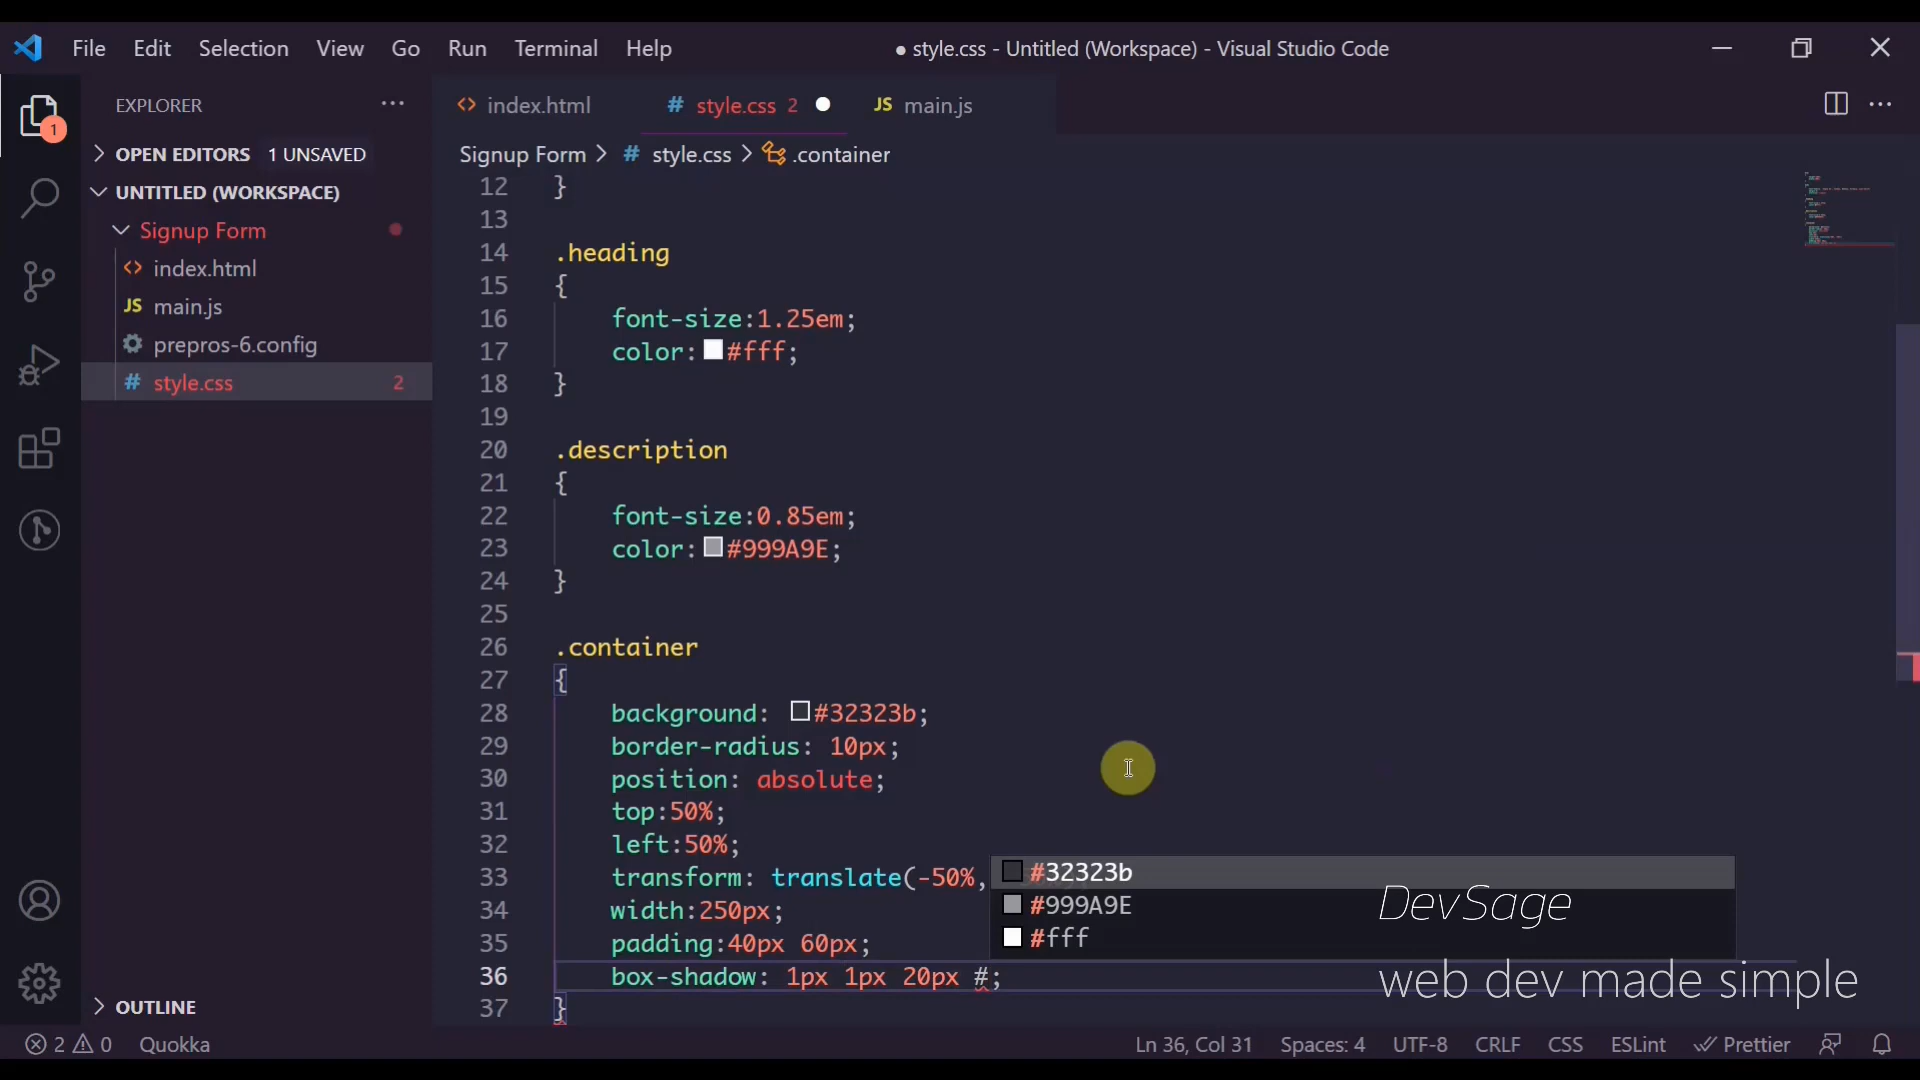 File Edit Selection View Go Run Terminal Help ● style.css - Untitled (Workspace) - Visual Studio Code
EXPLORER ···
1
OPEN EDITORS 1 UNSAVED
UNTITLED (WORKSPACE)
Signup Form
<> index.html
JS main.js
prepros-6.config
# style.css 2
OUTLINE
<> index.html # style.css 2 JS main.js
Signup Form > # style.css > .container
12 }
13
14 .heading
15 {
16 font-size:1.25em;
17 color: #fff;
18 }
19
20 .description
21 {
22 font-size:0.85em;
23 color: #999A9E;
24 }
25
26 .container
27 {
28 background: #32323b;
29 border-radius: 10px;
30 position: absolute;
31 top:50%;
32 left:50%;
33 transform: translate(-50%,
34 width:250px;
35 padding:40px 60px;
36 box-shadow: 1px 1px 20px #;
37 }
#32323b
#999A9E
#fff
DevSage
web dev made simple
2 0 Quokka Ln 36, Col 31 Spaces: 4 UTF-8 CRLF CSS ESLint Prettier